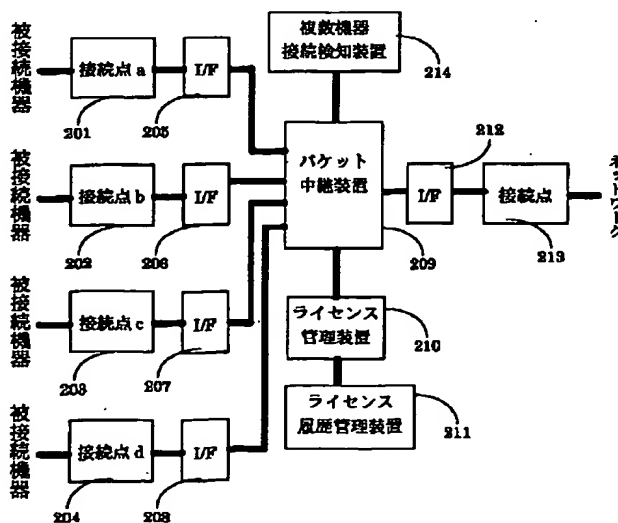 複数機器
接続検知装置
214
被接続機器
接続点a
I/F
201
205
被接続機器
接続点b
I/F
202
206
パケット
中継装置
209
212
I/F
接続点
213
ネットワーク
被接続機器
接続点c
I/F
203
207
ライセンス
管理装置
210
ライセンス
履歴管理装置
211
被接続機器
接続点d
I/F
204
208